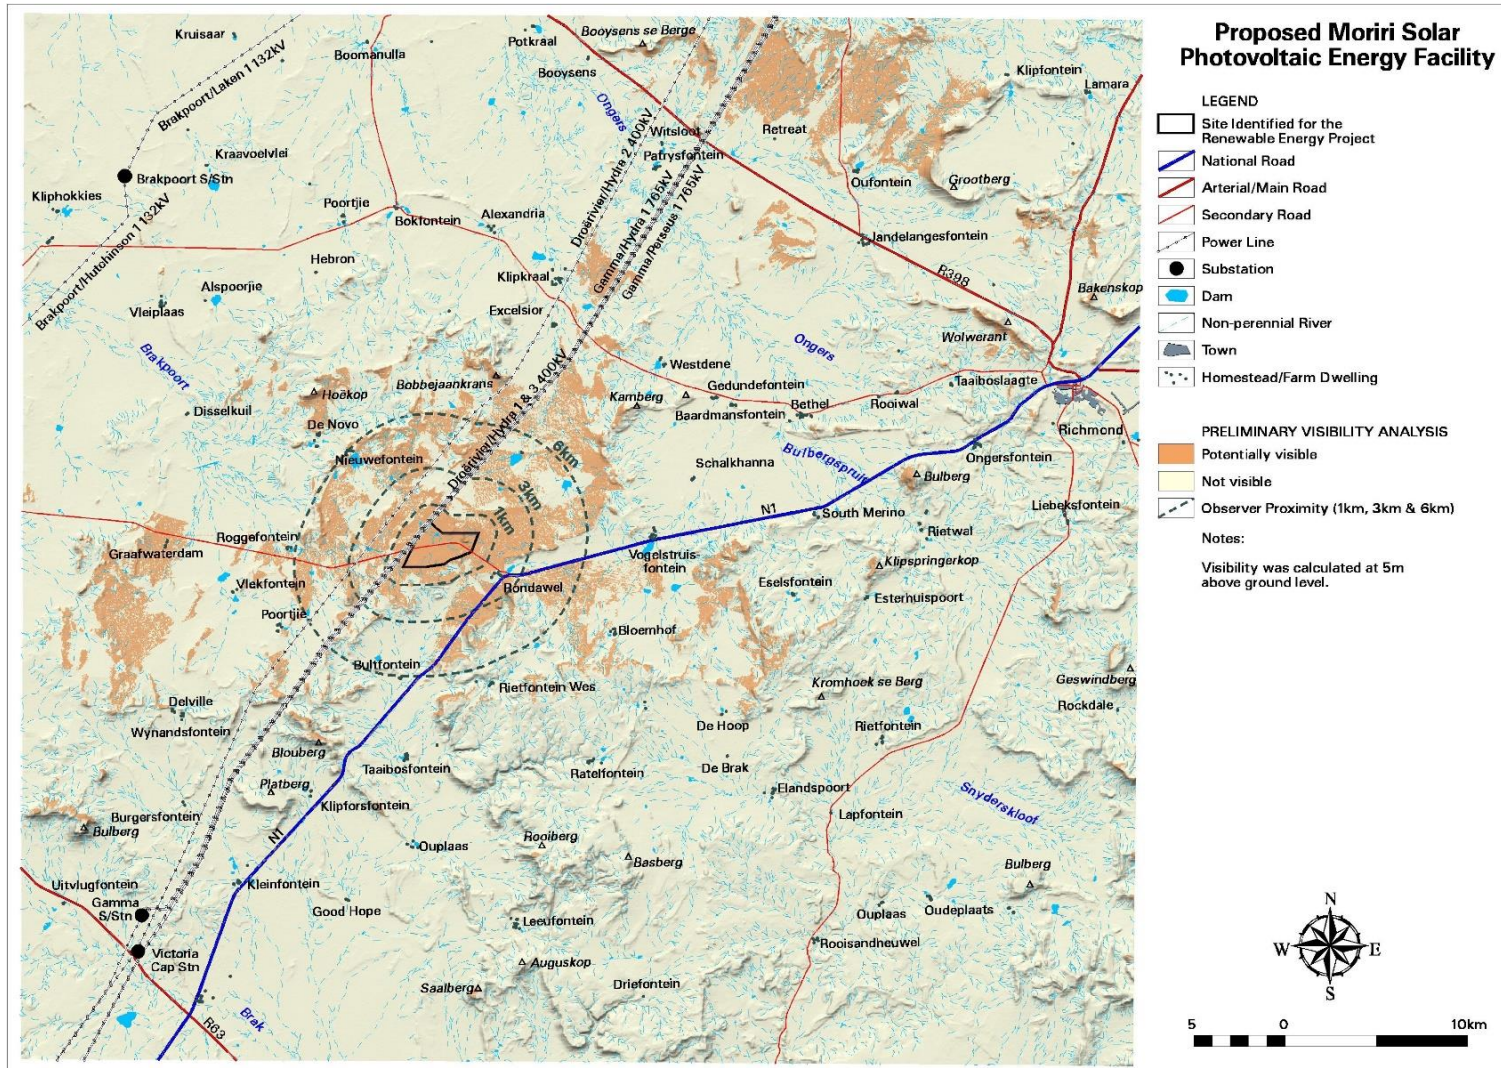 Proposed Moriri Solar
Photovoltaic Energy Facility
LEGEND
Site Identified for the
Renewable Energy Project
National Road
Arterial/Main Road
Secondary Road
Power Line
Substation
Dam
Non-perennial River
Town
Homestead/Farm Dwelling
PRELIMINARY VISIBILITY ANALYSIS
Potentially visible
Not visible
Observer Proximity (1km, 3km & 6km)
Notes:
Visibility was calculated at 5m
above ground level.
N
W
E
S
5
0
10km
Kruisaar
Boomanulla
Potkraal
Booysens se Berge
Booysens
Klipfontein
Lamara
Brakpoort/Laken 1 132kV
Ongers
Witsloot
Retreat
Patrysfontein
Kraavoelvlei
Brakpoort S/Stn
Oufontein
Grootberg
Kliphokkies
Poortjie
Bokfontein
Alexandria
Droërivier/Hydra 2 400kV
Gamma/Hydra 1 765kV
Gamma/Perseus 1 765kV
Jandelangesfontein
Brakpoort/Hutchinson 1 132kV
Hebron
Klipkraal
R398
Bakenskop
Alspoorjie
Vleiplaas
Excelsior
Wolwerant
Brakpoort
Ongers
Westdene
Hoëkop
Bobbejaankrans
Gedundefontein
Taaiboslaagte
Karnberg
Bethel
Rooiwal
Disselkuil
Baardmansfontein
De Novo
Richmond
Droërivier/Hydra 1 & 3 400kV
6km
Nieuwefontein
Schalkhanna
Bulbergspruit
Ongersfontein
Bulberg
3km
1km
N1
South Merino
Liebeksfontein
Rietwal
Roggefontein
Graafwaterdam
Vogelstruis-
fontein
Klipspringerkop
Vlekfontein
Rondawel
Eselsfontein
Esterhuispoort
Poortjie
Bloemhof
Bultfontein
Geswindberg
Rietfontein Wes
Kromhoek se Berg
Delville
Rockdale
Wynandsfontein
De Hoop
Rietfontein
Blouberg
Taaibosfontein
Ratelfontein
De Brak
Platberg
Elandspoort
Snyderskloof
Klipforsfontein
Burgersfontein
Lapfontein
Bulberg
N1
Ouplaas
Rooiberg
Basberg
Bulberg
Uitvlugfontein
Kleinfontein
Gamma
S/Stn
Good Hope
Leeufontein
Ouplaas
Oudeplaats
Victoria
Cap Stn
Rooisandheuwel
Auguskop
Saalberg
Driefontein
Brak
R63